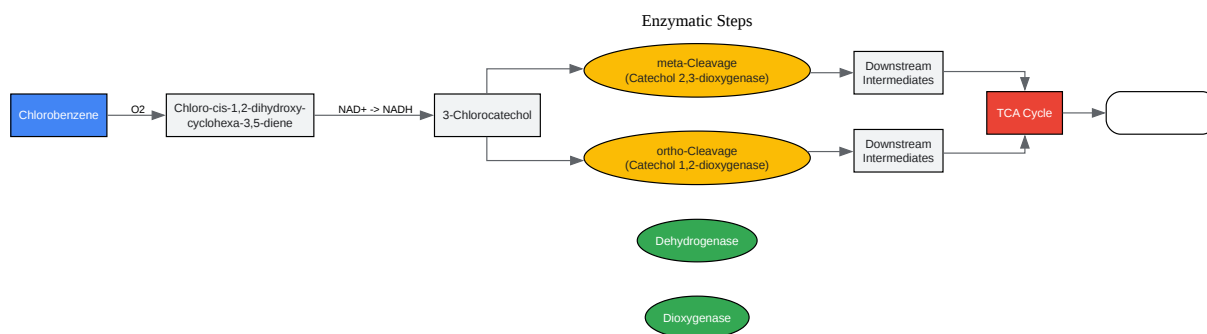 Enzymatic Steps
Chlorobenzene
O2
Chloro-cis-1,2-dihydroxy-
cyclohexa-3,5-diene
NAD+ -> NADH
3-Chlorocatechol
meta-Cleavage
(Catechol 2,3-dioxygenase)
Downstream
Intermediates
ortho-Cleavage
(Catechol 1,2-dioxygenase)
Downstream
Intermediates
TCA Cycle
Dehydrogenase
Dioxygenase